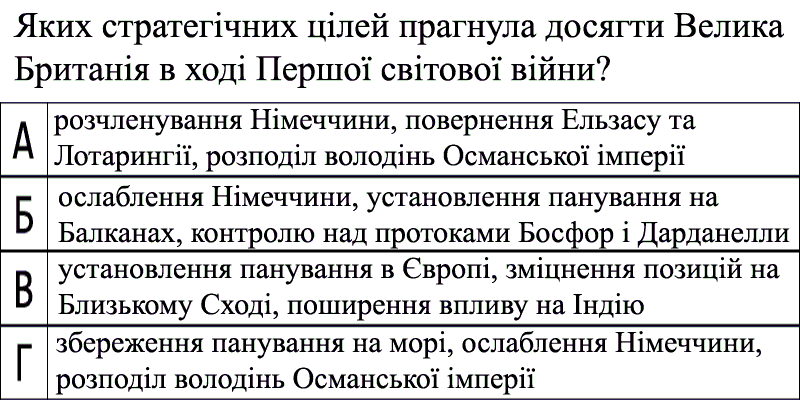 Яких стратегічних цілей прагнула досягти Велика
Британія в ході Першої світової війни?
А
розчленування Німеччини, повернення Ельзасу та
Лотарингії, розподіл володінь Османської імперії
Б
ослаблення Німеччини, установлення панування на
Балканах, контролю над протоками Босфор і Дарданелли
В
установлення панування в Європі, зміцнення позицій на
Близькому Сході, поширення впливу на Індію
Г
збереження панування на морі, ослаблення Німеччини,
розподіл володінь Османської імперії